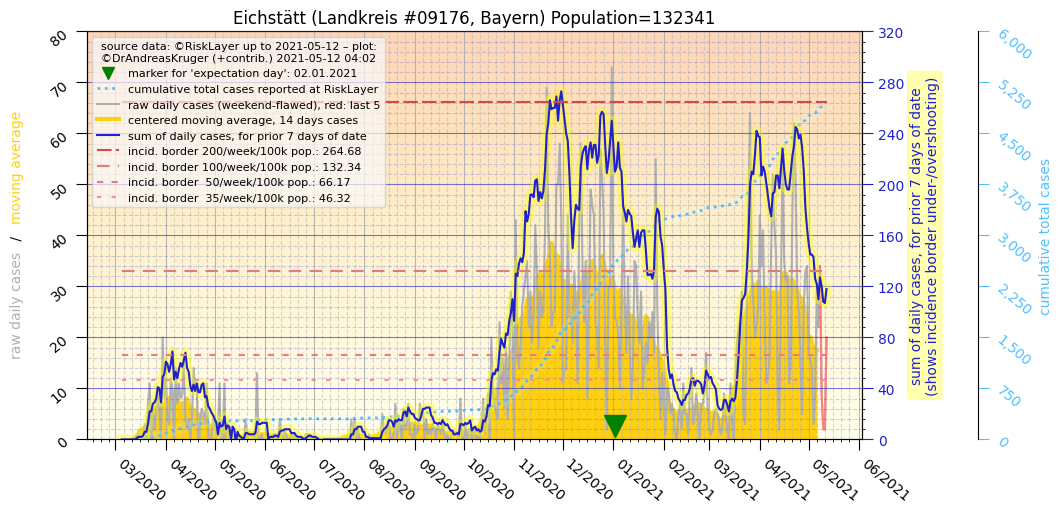 Eichstätt (Landkreis #09176, Bayern) Population=132341
source data: ©RiskLayer up to 2021-05-12 – plot:
©DrAndreasKruger (+contrib.) 2021-05-12 04:02
marker for 'expectation day': 02.01.2021
cumulative total cases reported at RiskLayer
raw daily cases (weekend-flawed), red: last 5
centered moving average, 14 days cases
sum of daily cases, for prior 7 days of date
incid. border 200/week/100k pop.: 264.68
incid. border 100/week/100k pop.: 132.34
incid. border  50/week/100k pop.: 66.17
incid. border  35/week/100k pop.: 46.32
raw daily cases / moving average
80
70
60
50
40
30
20
10
0
03/2020
04/2020
05/2020
06/2020
07/2020
08/2020
09/2020
10/2020
11/2020
12/2020
01/2021
02/2021
03/2021
04/2021
05/2021
06/2021
320
280
240
200
160
120
80
40
0
sum of daily cases, for prior 7 days of date
(shows incidence border under-/overshooting)
6,000
5,250
4,500
3,750
3,000
2,250
1,500
750
0
cumulative total cases